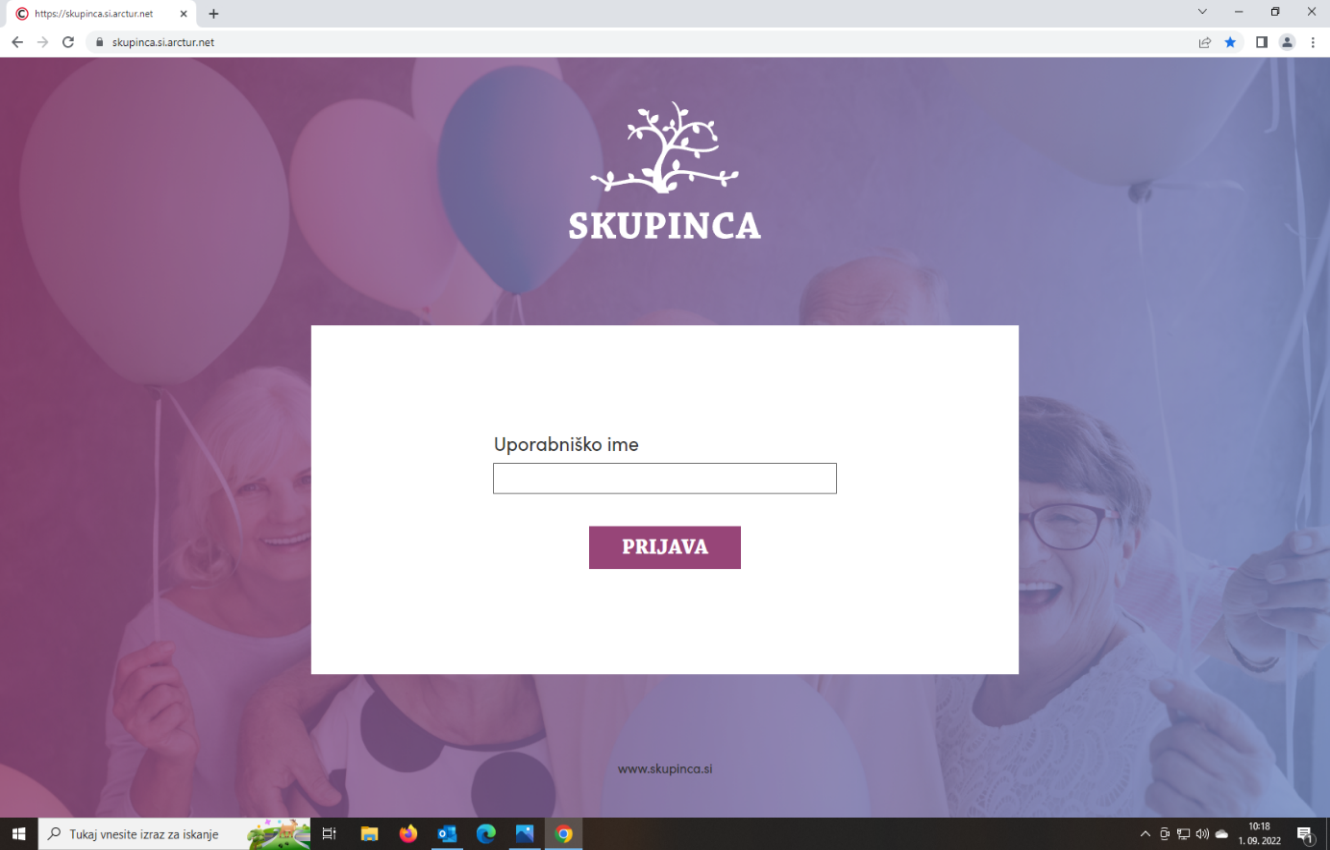 https://skupinca.si.arctur.net
skupinca.si.arctur.net
SKUPINCA
Uporabniško ime
PRIJAVA
www.skupinca.si
Tukaj vnesite izraz za iskanje
10:18
1. 09. 2022
1